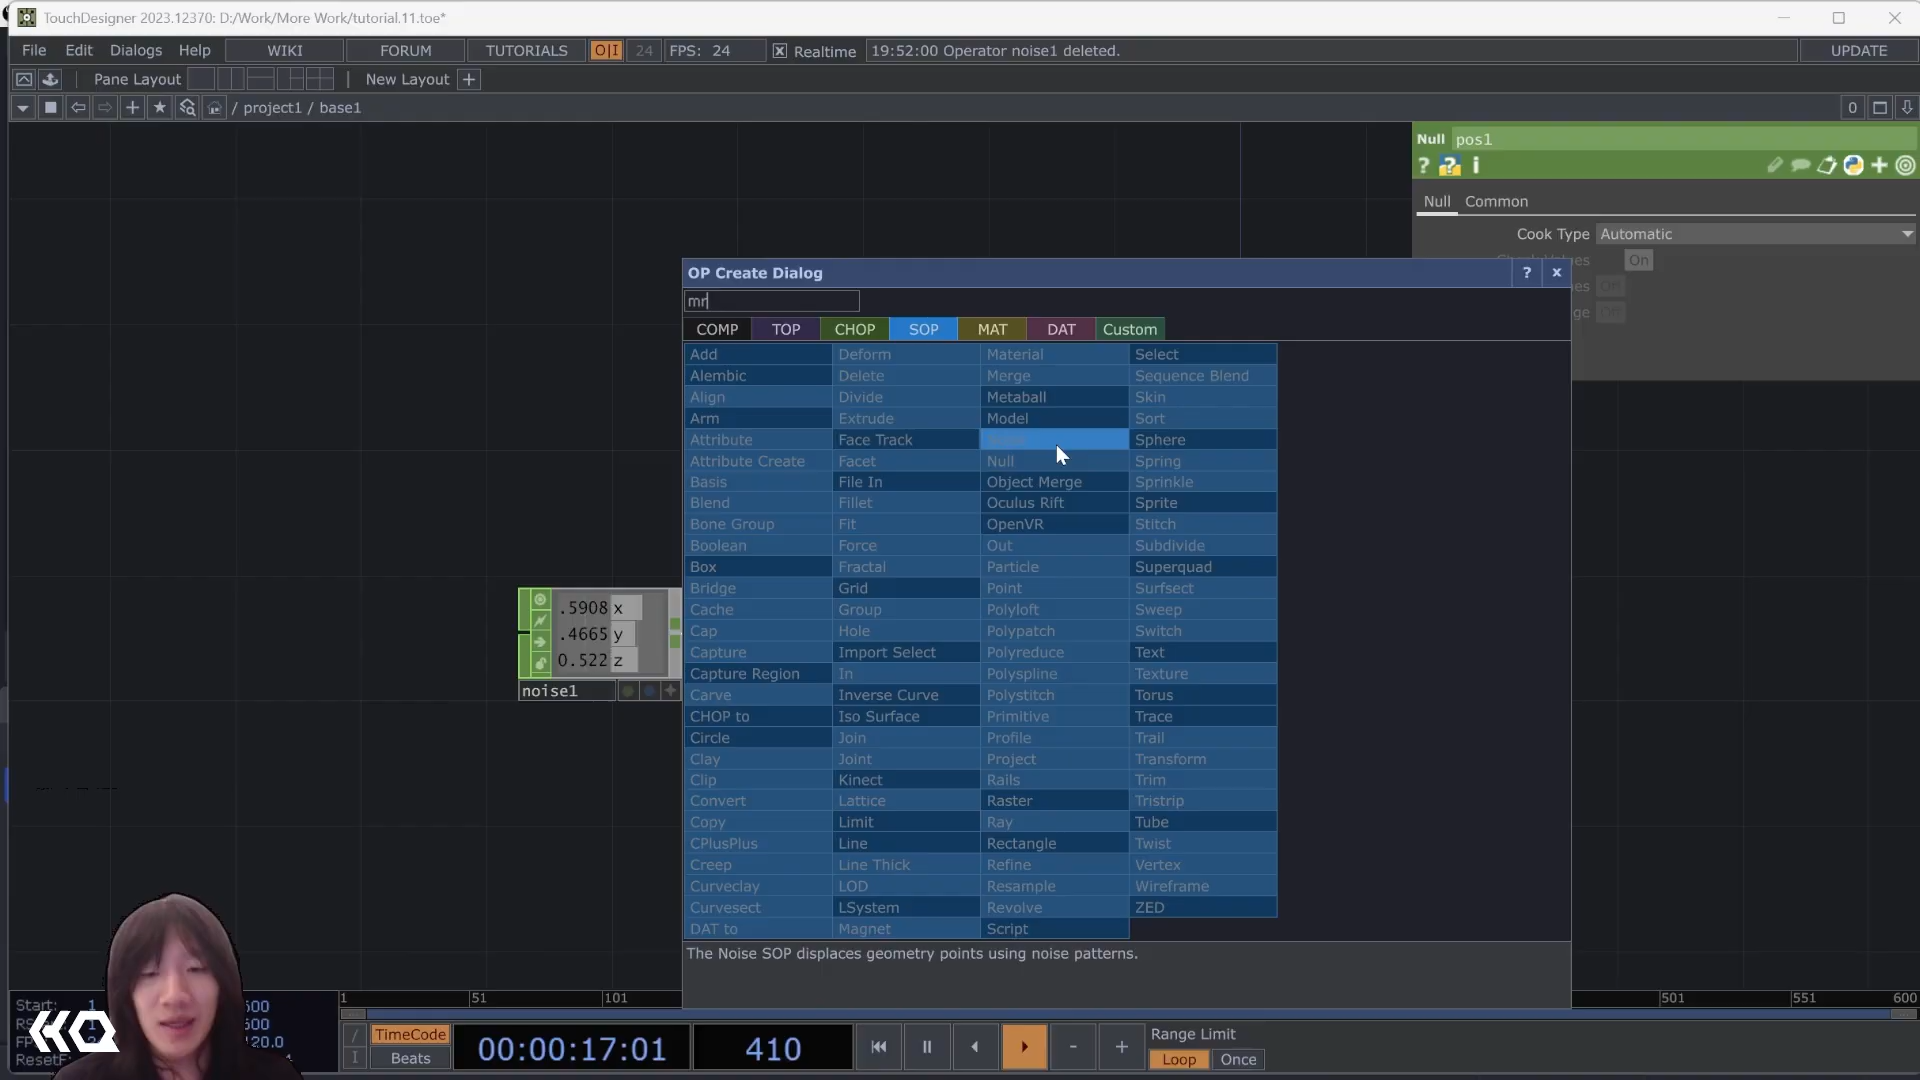 TouchDesigner 2023.12370: D:/Work/More Work/tutorial.11.toe*
File Edit Dialogs Help WIKI FORUM TUTORIALS O|I 24 FPS: 24 Realtime 19:52:00 Operator noise1 deleted. UPDATE
Pane Layout New Layout
/ project1 / base1 0
Null pos1
? ? i
Null Common
Cook Type Automatic
On
OP Create Dialog ? x
mr
COMP TOP CHOP SOP MAT DAT Custom
Add Deform Material Select
Alembic Delete Merge Sequence Blend
Align Divide Metaball Skin
Arm Extrude Model Sort
Attribute Face Track Sphere
Attribute Create Facet Null Spring
Basis File In Object Merge Sprinkle
Blend Fillet Oculus Rift Sprite
Bone Group Fit OpenVR Stitch
Boolean Force Out Subdivide
Box Fractal Particle Superquad
Bridge Grid Point Surfsect
Cache Group Polyloft Sweep
Cap Hole Polypatch Switch
Capture Import Select Polyreduce Text
Capture Region In Polyspline Texture
Carve Inverse Curve Polystitch Torus
CHOP to Iso Surface Primitive Trace
Circle Join Profile Trail
Clay Joint Project Transform
Clip Kinect Rails Trim
Convert Lattice Raster Tristrip
Copy Limit Ray Tube
CPlusPlus Line Rectangle Twist
Creep Line Thick Refine Vertex
Curveclay LOD Resample Wireframe
Curvesect LSystem Revolve ZED
DAT to Magnet Script
The Noise SOP displaces geometry points using noise patterns.
.5908 x
.4665 y
0.522 z
noise1
1 51 101 501 551 600
Start: 1 600
TimeCode 00:00:17:01 410 Range Limit
Beats Loop Once